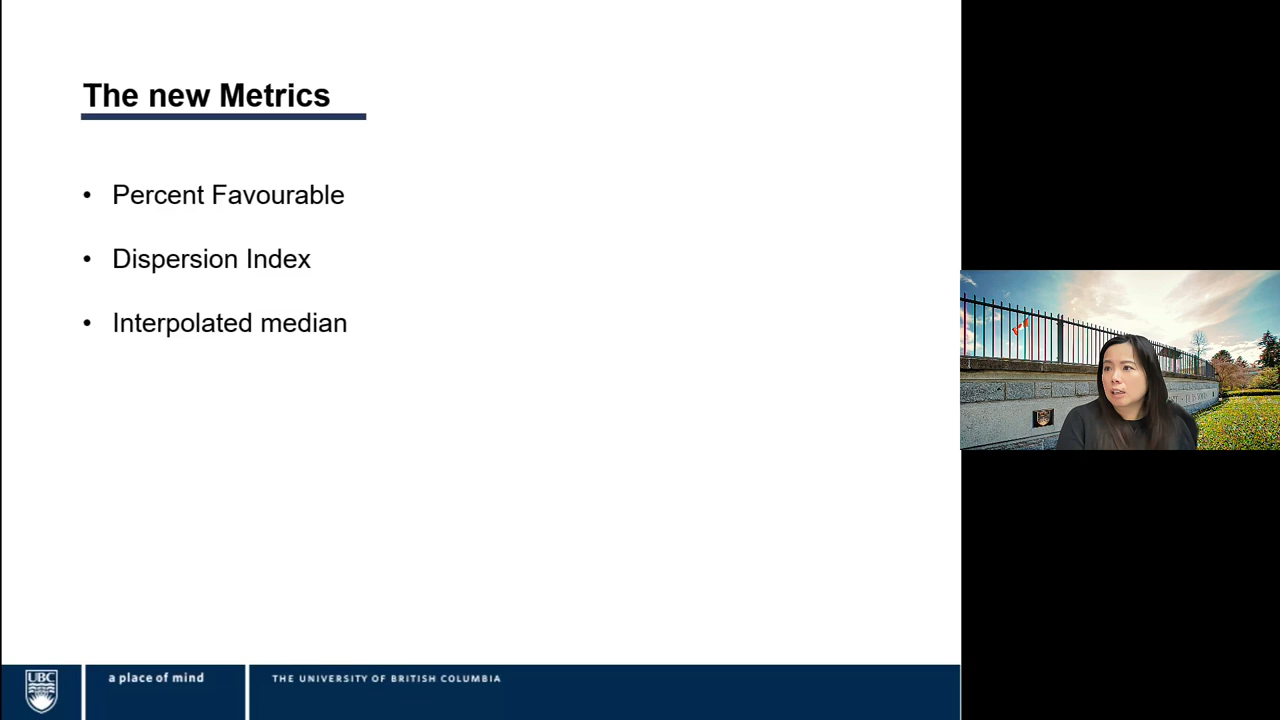 The new Metrics
• Percent Favourable
• Dispersion Index
• Interpolated median
UBC
a place of mind
THE UNIVERSITY OF BRITISH COLUMBIA